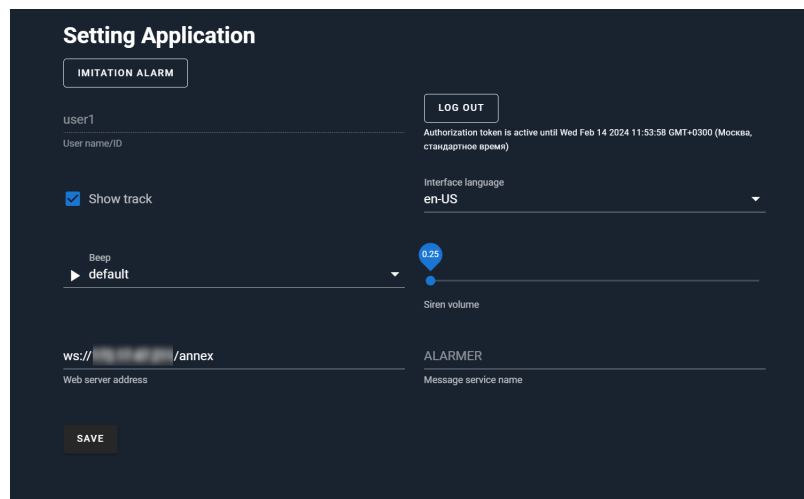 Setting Application
IMITATION ALARM
user1
User name/ID
LOG OUT
Authorization token is active until Wed Feb 14 2024 11:53:58 GMT+0300 (Москва,
стандартное время)
Show track
Interface language
en-US
Beep
default
0.25
Siren volume
ws:// /annex
Web server address
ALARMER
Message service name
SAVE